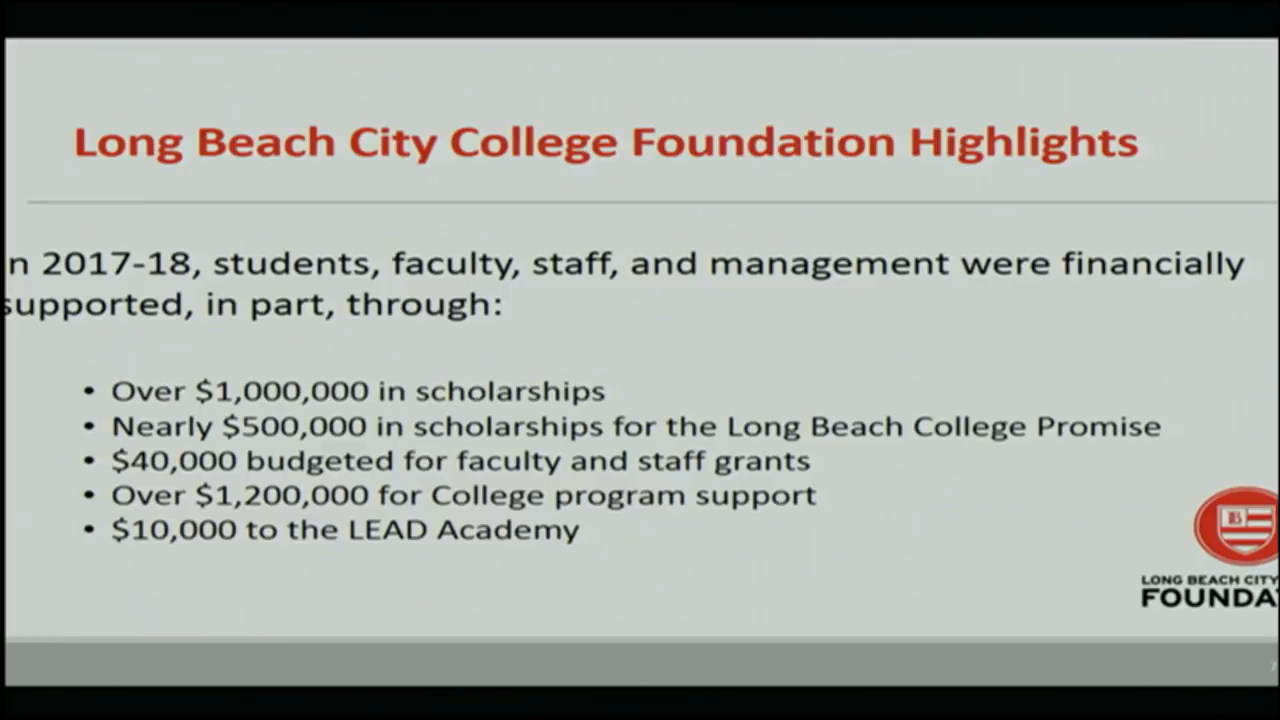 Long Beach City College Foundation Highlights
n 2017-18, students, faculty, staff, and management were financially
supported, in part, through:
• Over $1,000,000 in scholarships
• Nearly $500,000 in scholarships for the Long Beach College Promise
• $40,000 budgeted for faculty and staff grants
• Over $1,200,000 for College program support
• $10,000 to the LEAD Academy
LONG BEACH CITY
FOUNDA
7